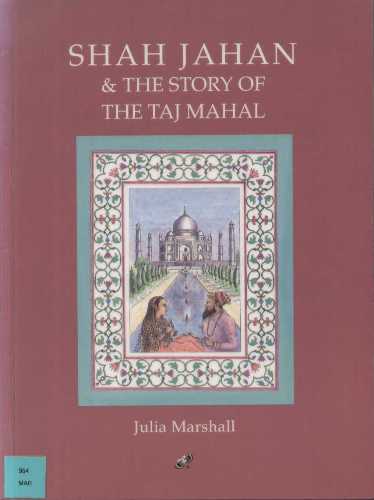 SHAH JAHAN
& THE STORY OF
THE TAJ MAHAL
Julia Marshall
954
MAR